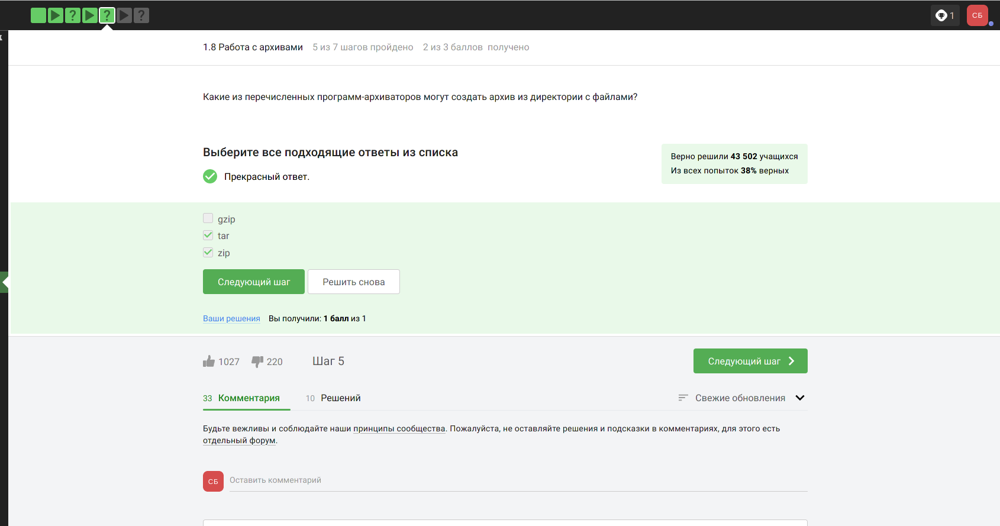 ?
?
?
1
СБ
1.8 Работа с архивами 5 из 7 шагов пройдено 2 из 3 баллов получено
Какие из перечисленных программ-архиваторов могут создать архив из директории с файлами?
Выберите все подходящие ответы из списка
Прекрасный ответ.
Верно решили 43 502 учащихся
Из всех попыток 38% верных
gzip
tar
zip
Следующий шаг
Решить снова
Ваши решения Вы получили: 1 балл из 1
1027 220 Шаг 5
Следующий шаг
33 Комментария 10 Решений
Свежие обновления
Будьте вежливы и соблюдайте наши принципы сообщества. Пожалуйста, не оставляйте решения и подсказки в комментариях, для этого есть
отдельный форум.
СБ Оставить комментарий